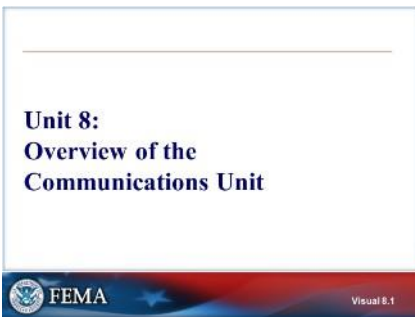 Unit 8:
Overview of the
Communications Unit
FEMA
Visual 8.1